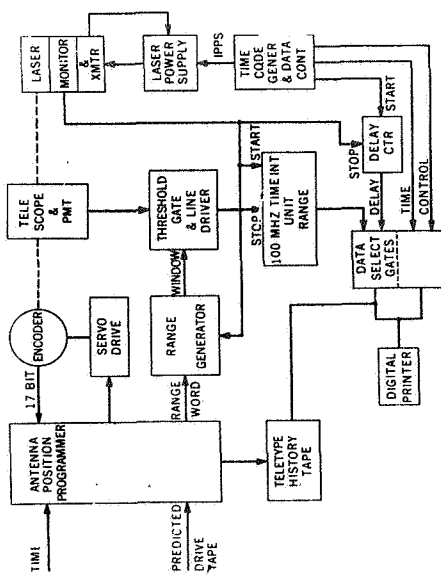 LASER
MONITOR
&
XMTR
LASER
POWER
SUPPLY
IPPS
TIME
CODE
GENER
& DATA
CONT
START
STOP
DELAY
CTR
DELAY
TIME
CONTROL
TELE
SCOPE
& PMT
THRESHOLD
GATE
& LINE
DRIVER
START
STOP
100 MHZ TIME INT
UNIT
RANGE
DATA
SELECT
GATES
ENCODER
17 BIT
SERVO
DRIVE
WINDOW
RANGE
GENERATOR
RANGE
WORD
DIGITAL
PRINTER
ANTENNA
POSITION
PROGRAMMER
TELETYPE
HISTORY
TAPE
TIME
PREDICTED
DRIVE
TAPE